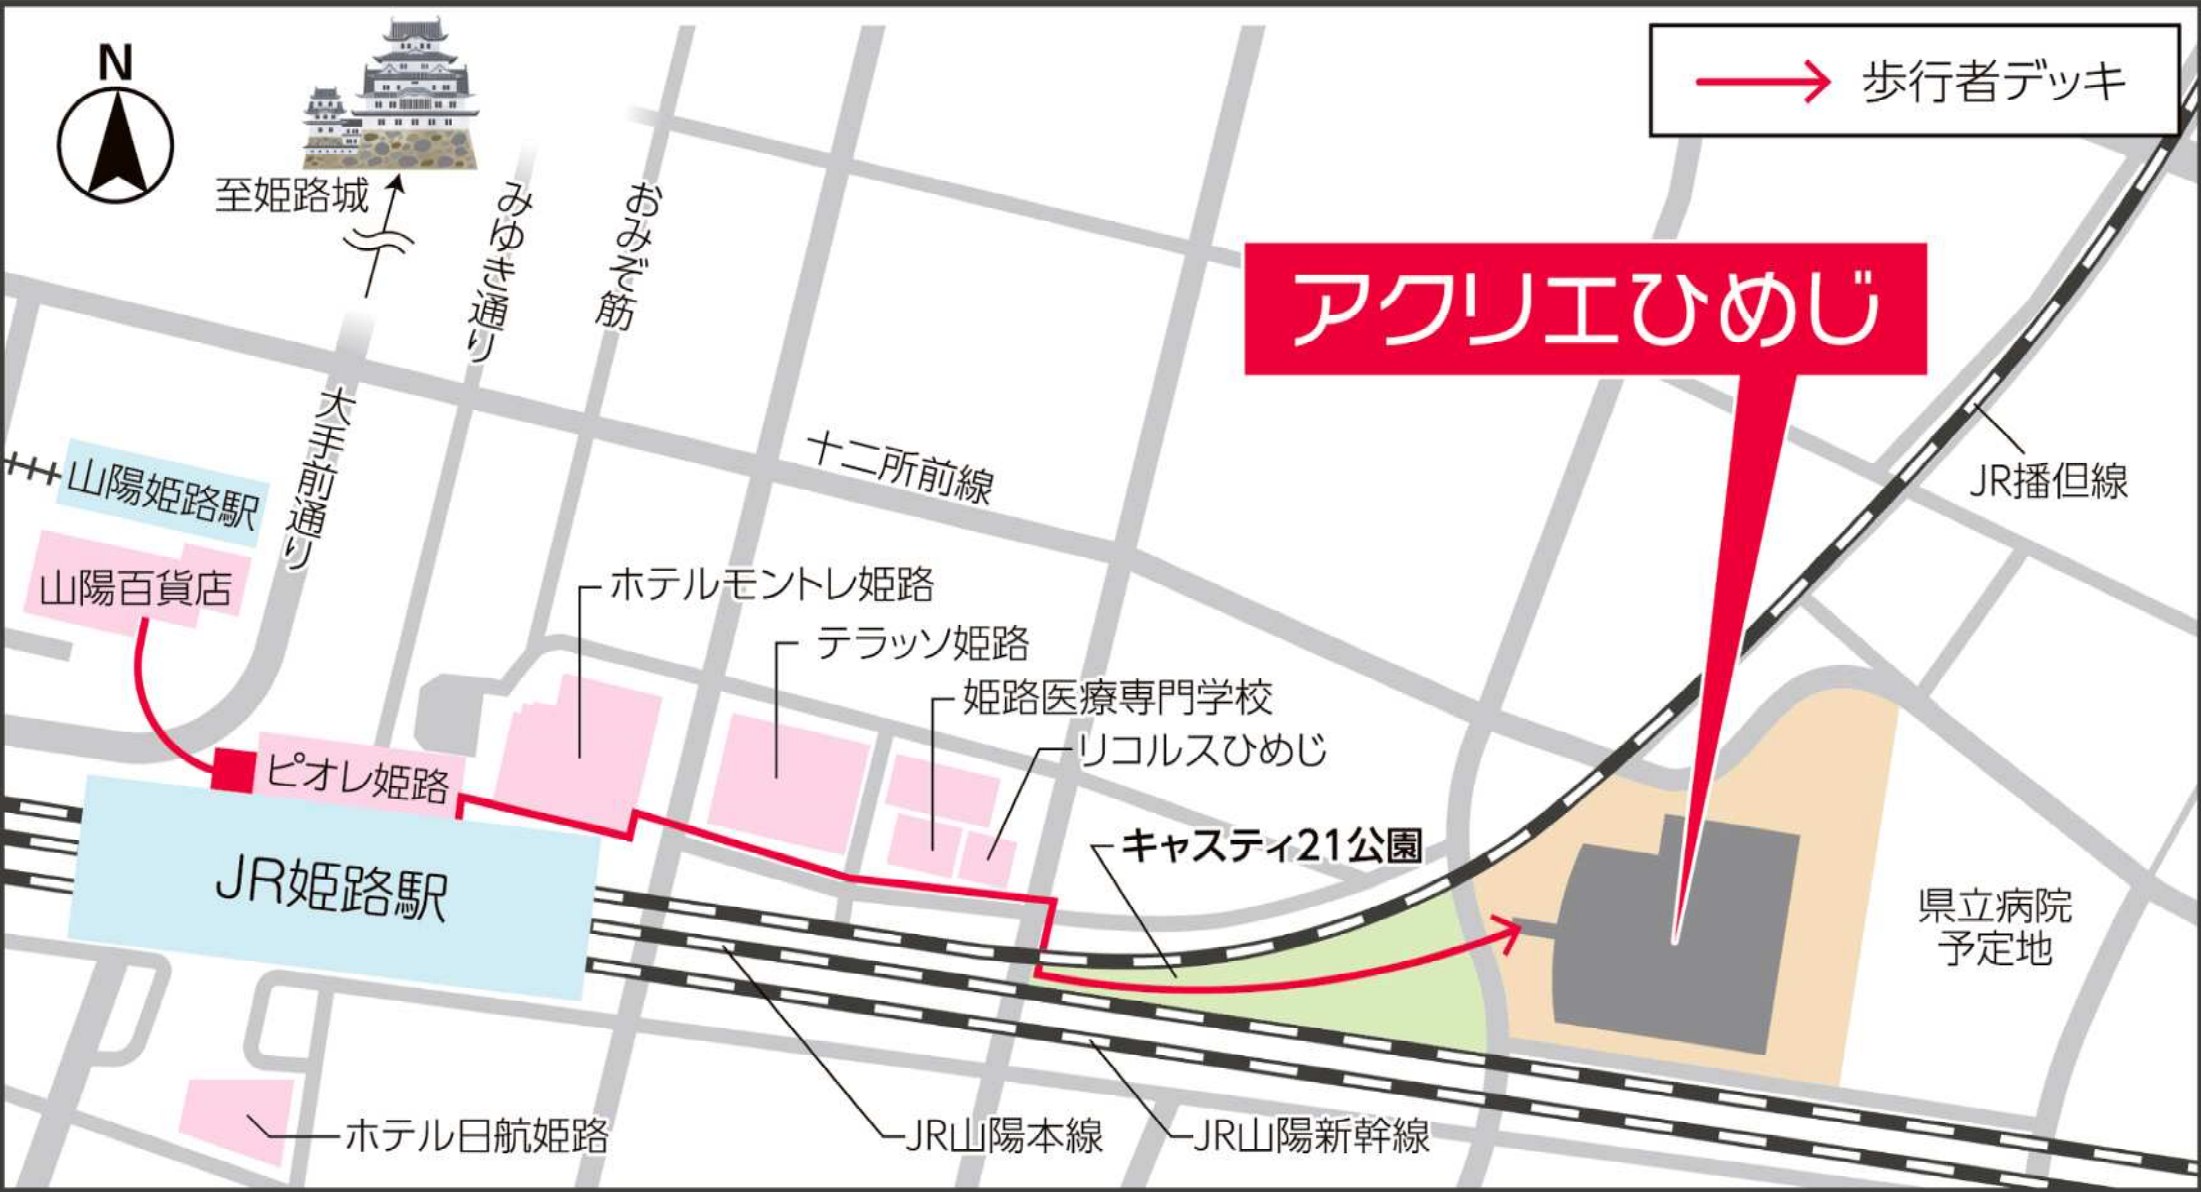 N
歩行者デッキ
至姫路城
みゆき通り
おみぞ筋
アクリエひめじ
大手前通り
十二所前線
山陽姫路駅
JR播但線
山陽百貨店
ホテルモントレ姫路
テラッソ姫路
姫路医療専門学校
リコルスひめじ
ピオレ姫路
キャスティ21公園
JR姫路駅
県立病院
予定地
ホテル日航姫路
JR山陽本線
JR山陽新幹線